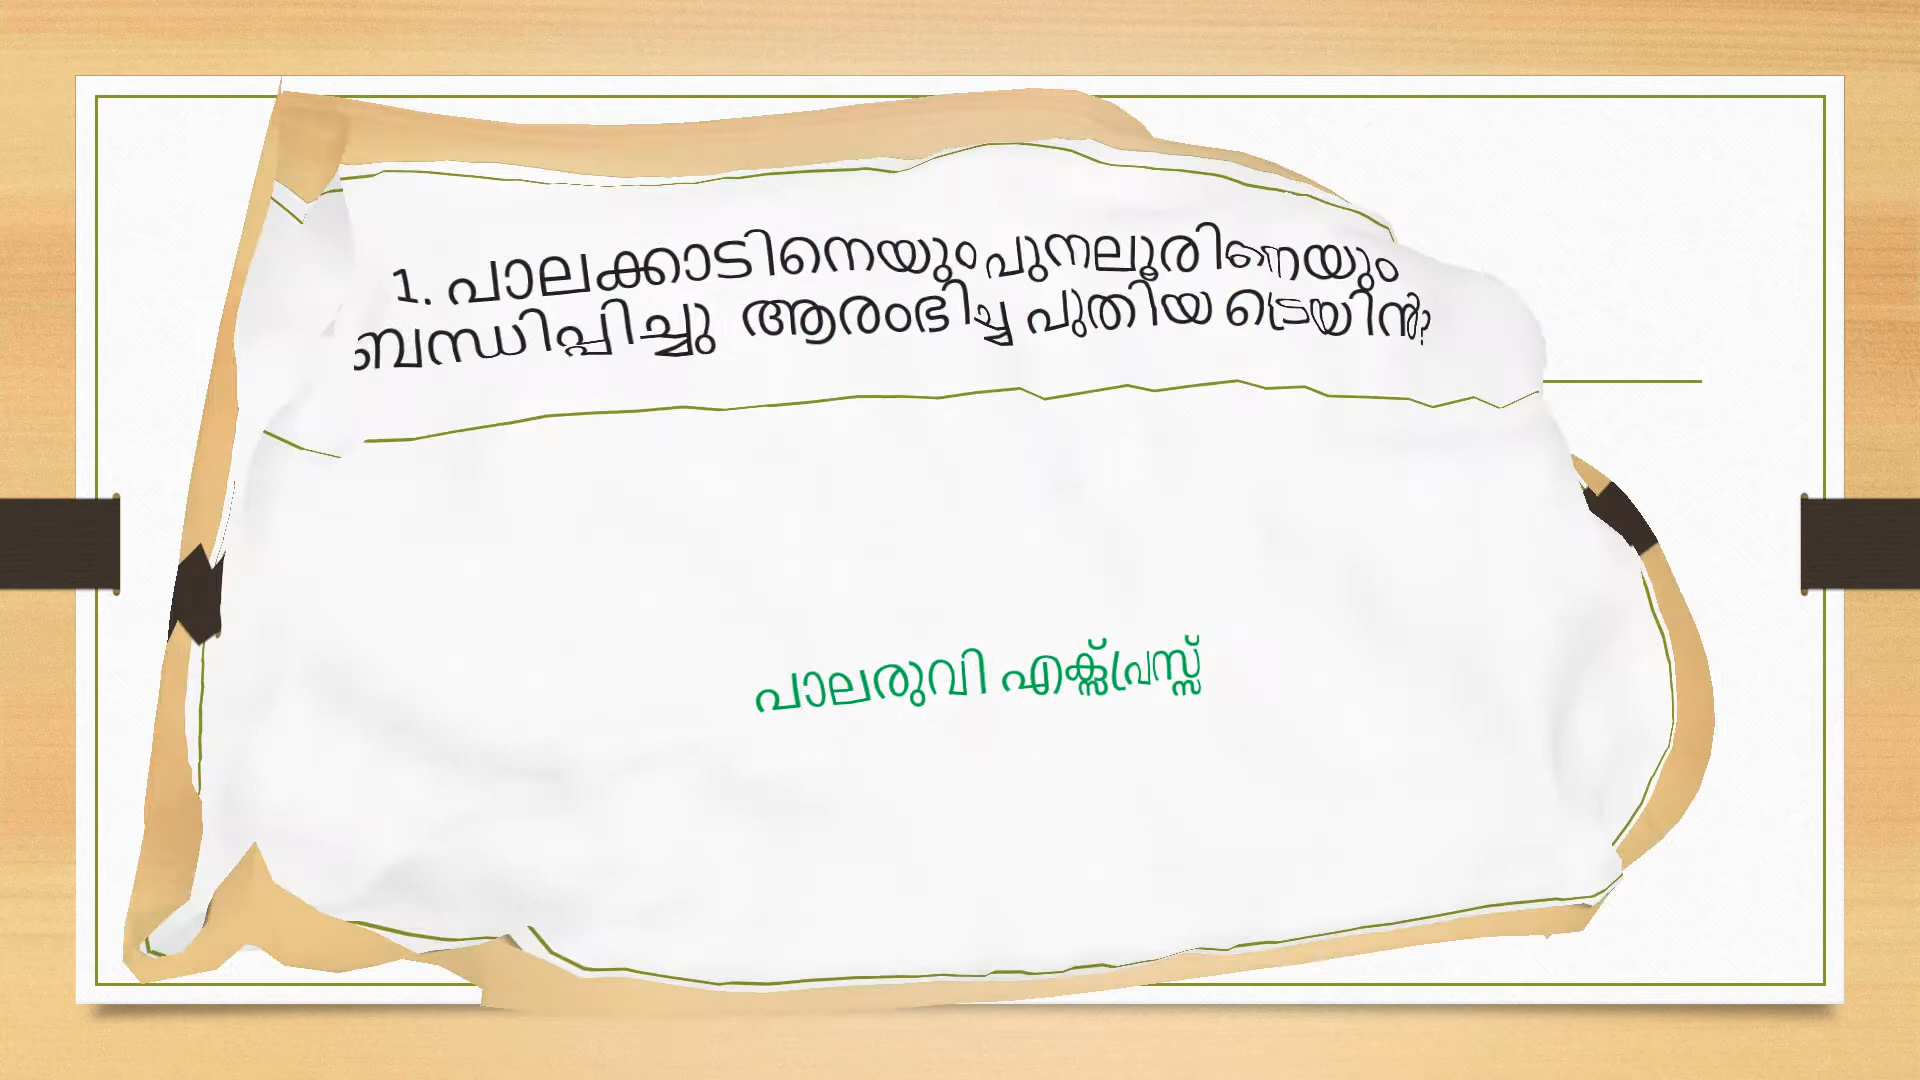 1. പാലക്കാടിനെയും പുനലൂരിനെയും
ബന്ധിപ്പിച്ചു ആരംഭിച്ച പുതിയ ട്രെയിൻ?
പാലരുവി എക്സ്പ്രസ്സ്